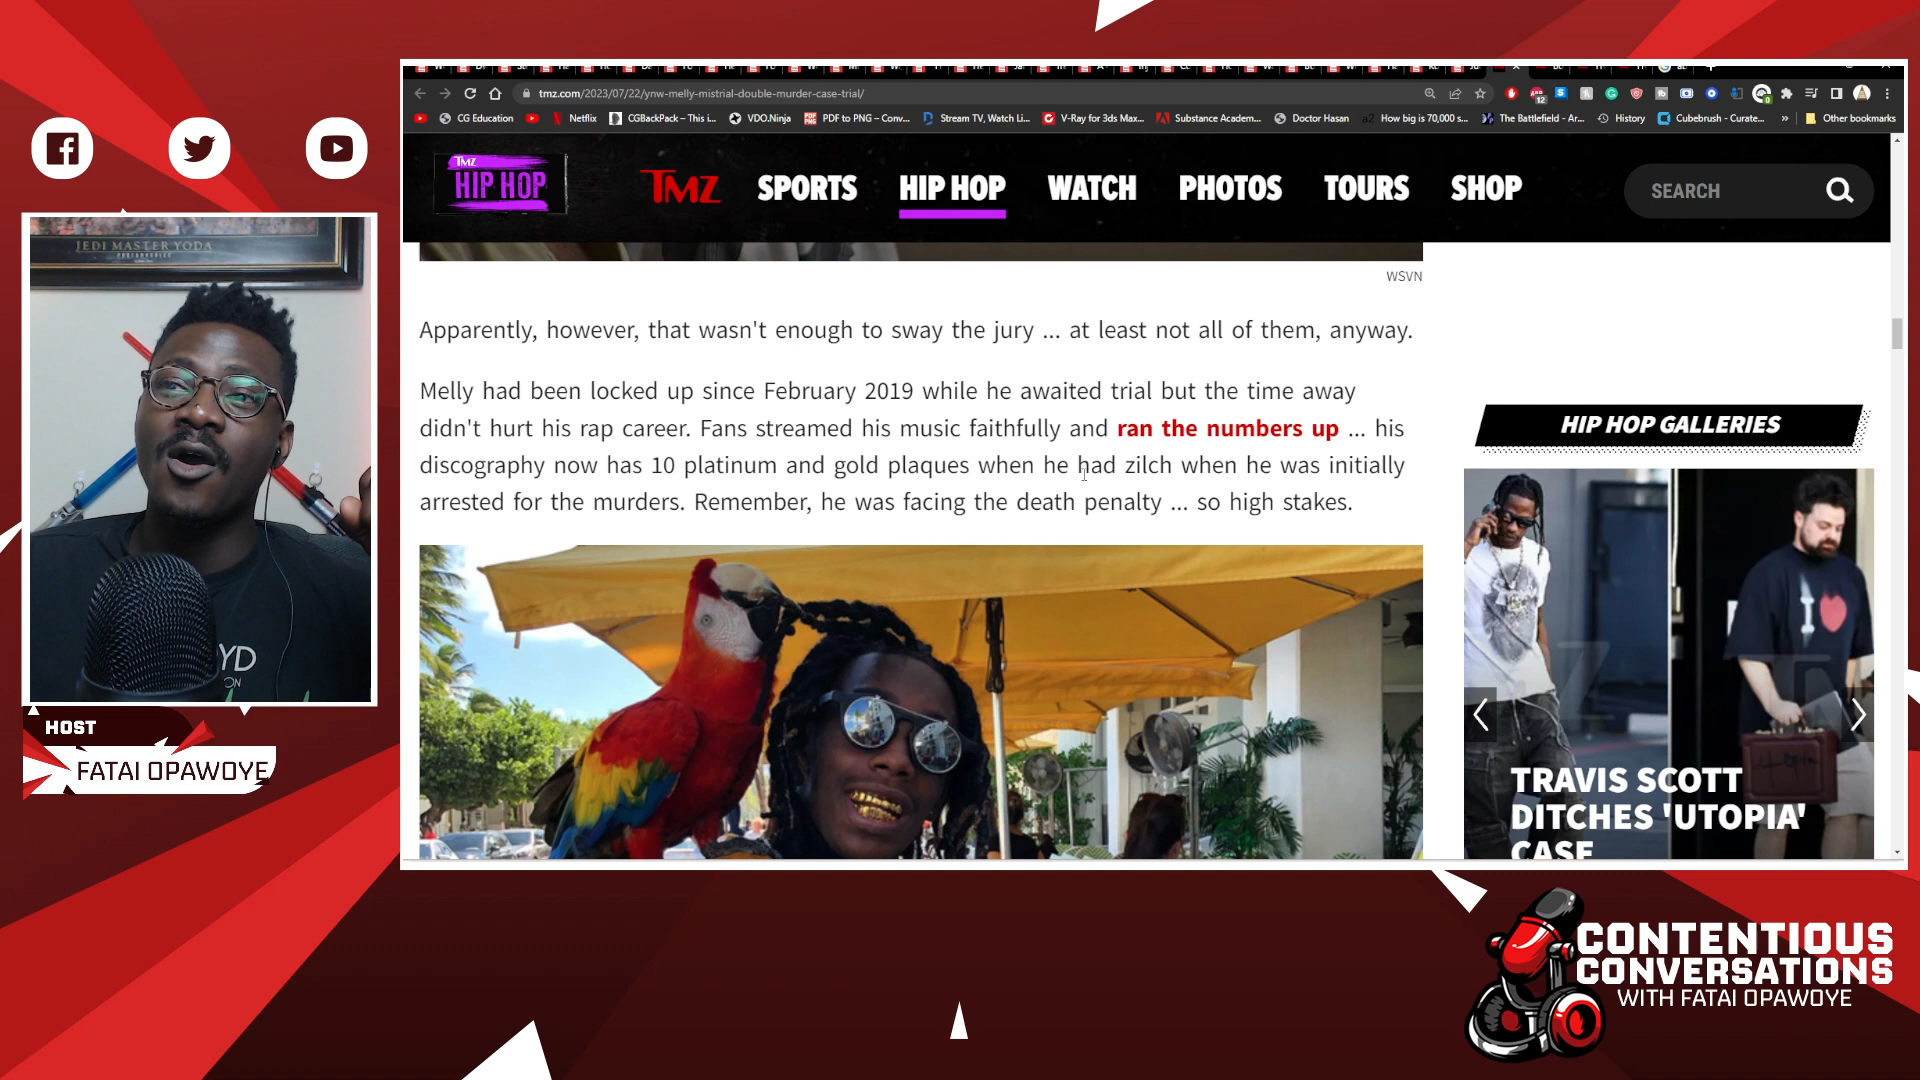 tmz.com/2023/07/22/ynw-melly-mistrial-double-murder-case-trial/
CG Education
Netflix
CGBackPack – This i...
VDO.Ninja
PDF to PNG – Conv...
Stream TV, Watch Li...
V-Ray for 3ds Max...
Substance Academ...
Doctor Hasan
How big is 70,000 s...
The Battlefield - Ar...
History
Cubebrush - Curate...
»
Other bookmarks
TMZ
HIP HOP
TMZ
SPORTS
HIP HOP
WATCH
PHOTOS
TOURS
SHOP
SEARCH
JEDI MASTER YODA
WSVN
Apparently, however, that wasn't enough to sway the jury ... at least not all of them, anyway.
Melly had been locked up since February 2019 while he awaited trial but the time away
didn't hurt his rap career. Fans streamed his music faithfully and ran the numbers up ... his
discography now has 10 platinum and gold plaques when he had zilch when he was initially
arrested for the murders. Remember, he was facing the death penalty ... so high stakes.
HIP HOP GALLERIES
I
TRAVIS SCOTT
DITCHES 'UTOPIA'
CASE
YD
ON
HOST
FATAI OPAWOYE
CONTENTIOUS
CONVERSATIONS
WITH FATAI OPAWOYE